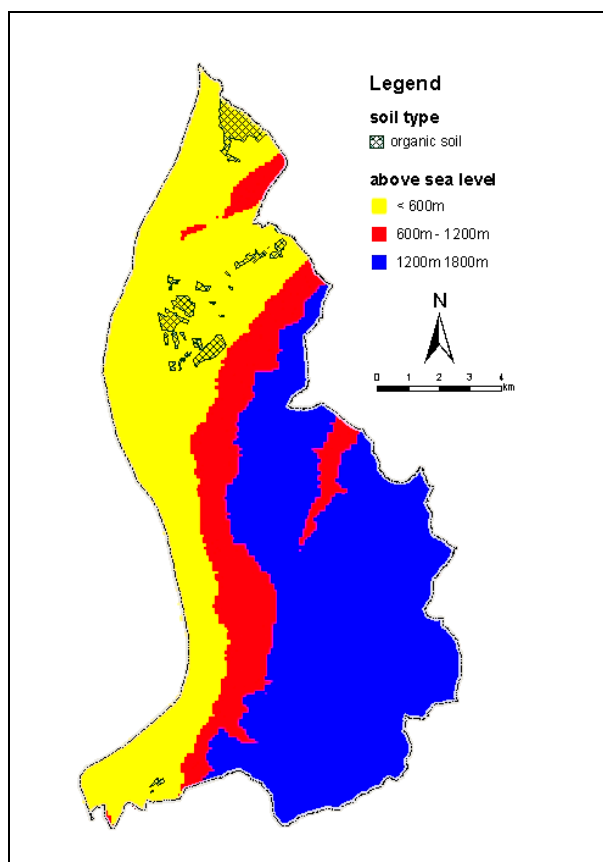 Legend
soil type
organic soil
above sea level
< 600m
600m - 1200m
1200m 1800m
N
0 1 2 3 4
km